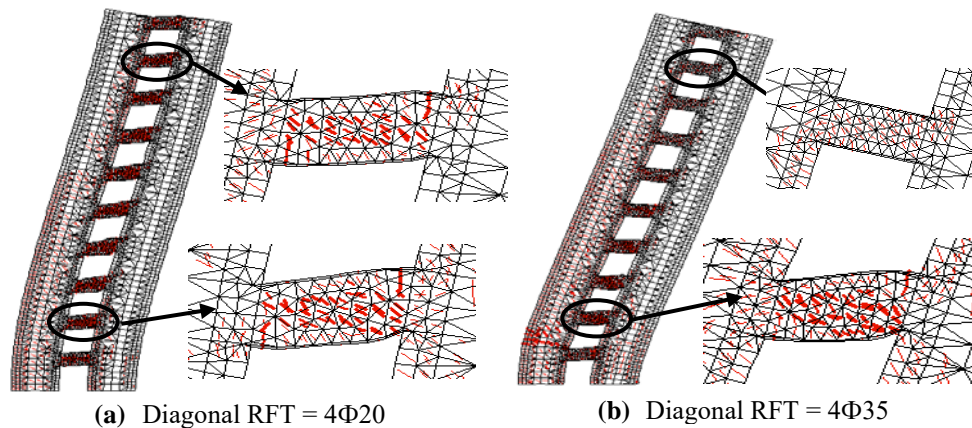 (a) Diagonal RFT = 4Φ20
(b) Diagonal RFT = 4Φ35